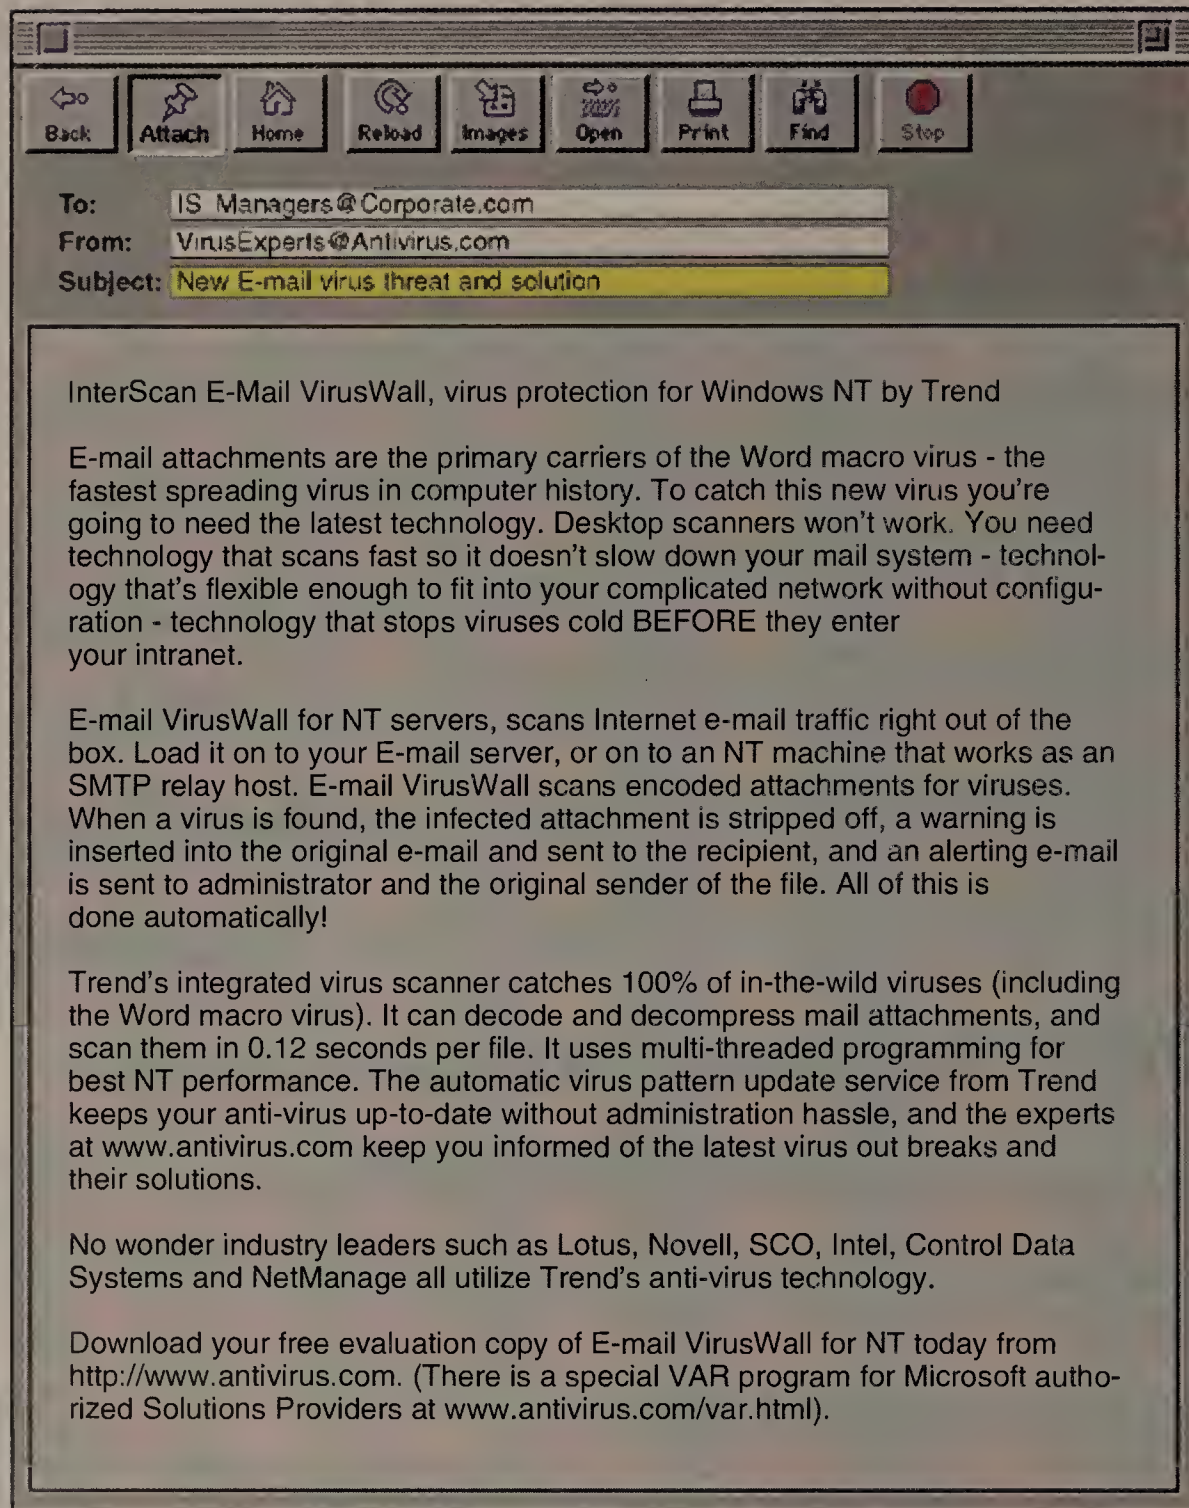 Back
Attach
Home
Reload
Images
Open
Print
Find
Stop
To: IS Managers@Corporate.com
From: VirusExperts@Antivirus.com
Subject: New E-mail virus threat and solution
InterScan E-Mail VirusWall, virus protection for Windows NT by Trend
E-mail attachments are the primary carriers of the Word macro virus - the
fastest spreading virus in computer history. To catch this new virus you're
going to need the latest technology. Desktop scanners won't work. You need
technology that scans fast so it doesn't slow down your mail system - technol-
ogy that's flexible enough to fit into your complicated network without configu-
ration - technology that stops viruses cold BEFORE they enter
your intranet.
E-mail VirusWall for NT servers, scans Internet e-mail traffic right out of the
box. Load it on to your E-mail server, or on to an NT machine that works as an
SMTP relay host. E-mail VirusWall scans encoded attachments for viruses.
When a virus is found, the infected attachment is stripped off, a warning is
inserted into the original e-mail and sent to the recipient, and an alerting e-mail
is sent to administrator and the original sender of the file. All of this is
done automatically!
Trend's integrated virus scanner catches 100% of in-the-wild viruses (including
the Word macro virus). It can decode and decompress mail attachments, and
scan them in 0.12 seconds per file. It uses multi-threaded programming for
best NT performance. The automatic virus pattern update service from Trend
keeps your anti-virus up-to-date without administration hassle, and the experts
at www.antivirus.com keep you informed of the latest virus out breaks and
their solutions.
No wonder industry leaders such as Lotus, Novell, SCO, Intel, Control Data
Systems and NetManage all utilize Trend's anti-virus technology.
Download your free evaluation copy of E-mail VirusWall for NT today from
http://www.antivirus.com. (There is a special VAR program for Microsoft autho-
rized Solutions Providers at www.antivirus.com/var.html).